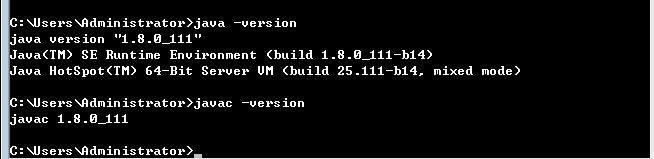 C:\Users\Administrator>java -version
java version "1.8.0_111"
Java(TM) SE Runtime Environment (build 1.8.0_111-b14)
Java HotSpot(TM) 64-Bit Server VM (build 25.111-b14, mixed mode)
C:\Users\Administrator>javac -version
javac 1.8.0_111
C:\Users\Administrator>_